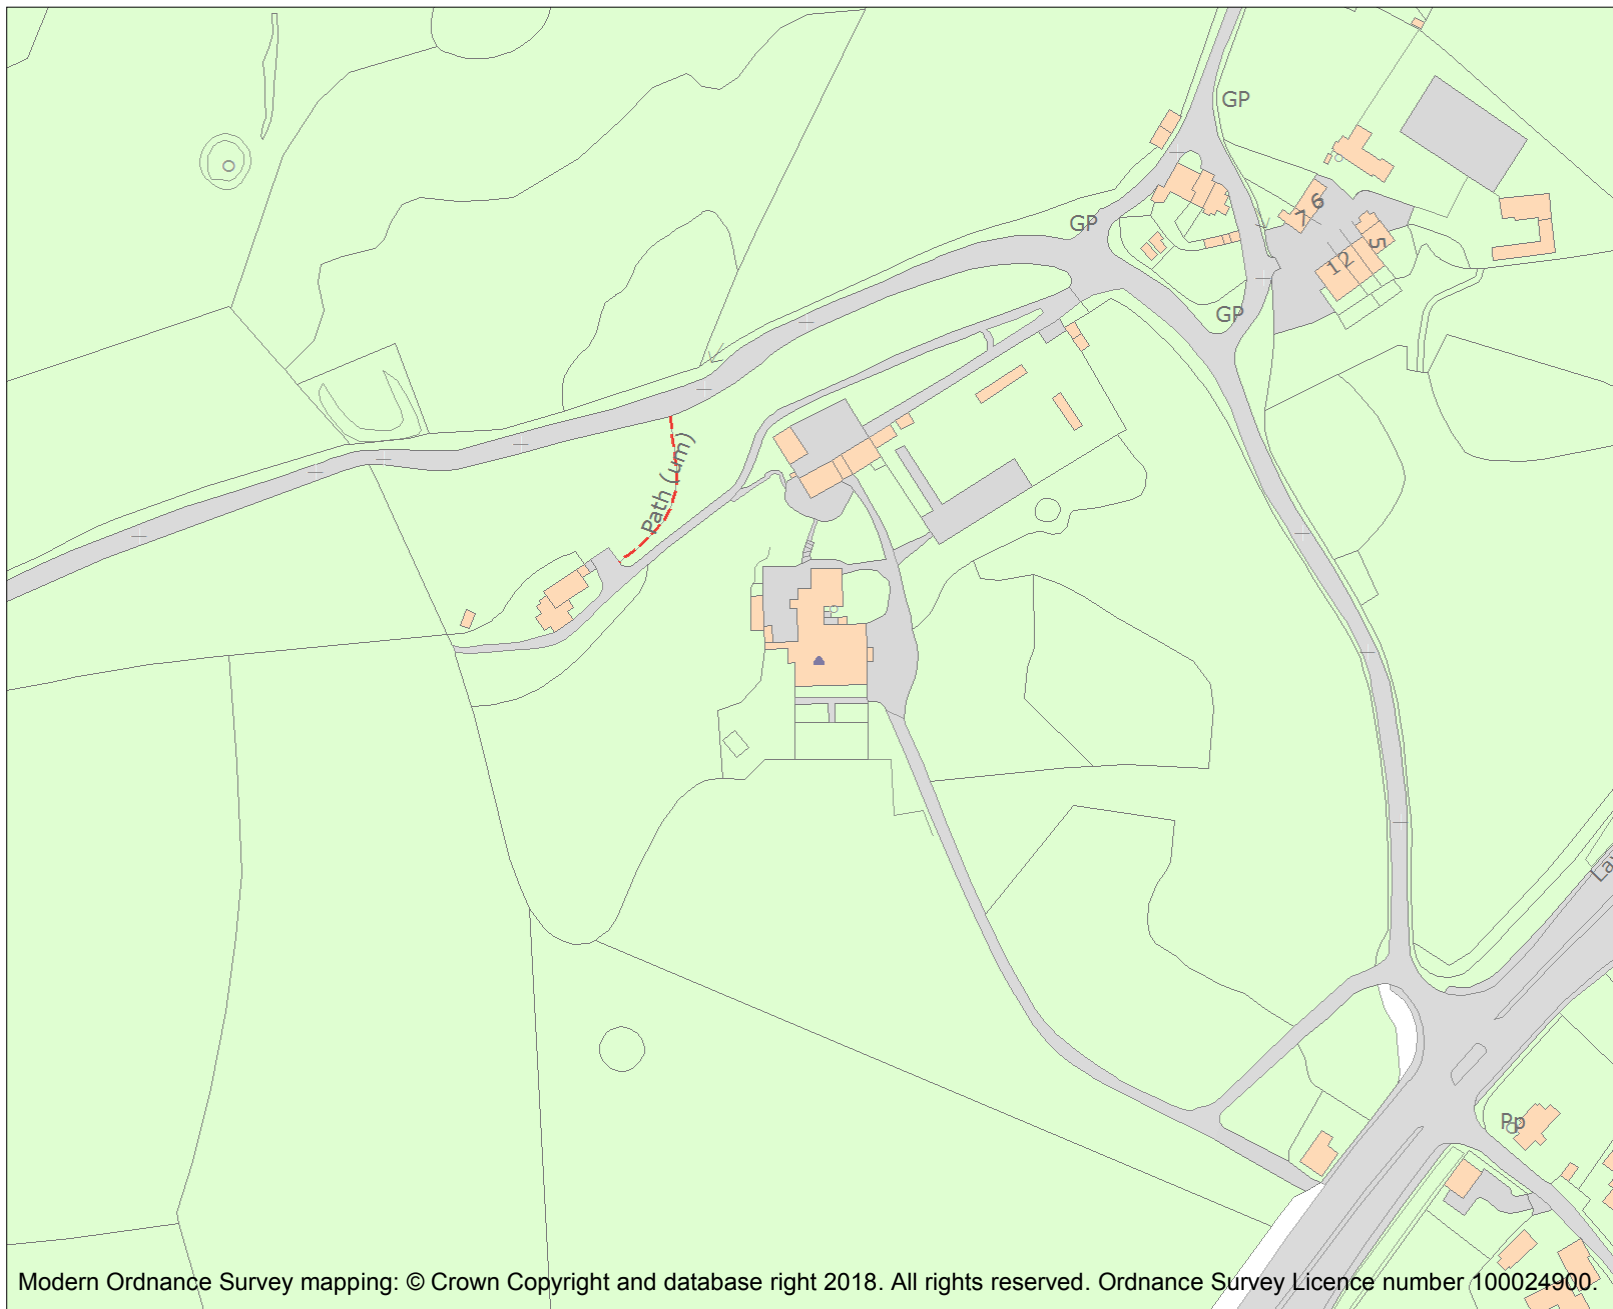 GP
GP
7 6
5
1 2
GP
Path (um)
Pp
Modern Ordnance Survey mapping: © Crown Copyright and database right 2018. All rights reserved. Ordnance Survey Licence number 100024900.